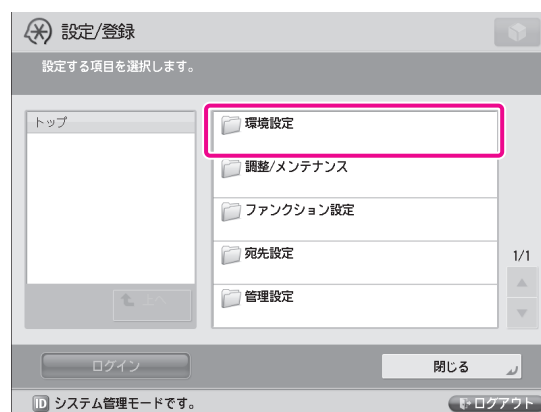 設定/登録
設定する項目を選択します。
トップ
環境設定
調整/メンテナンス
ファンクション設定
宛先設定
1/1
管理設定
上へ
ログイン
閉じる
ID システム管理モードです。
ログアウト